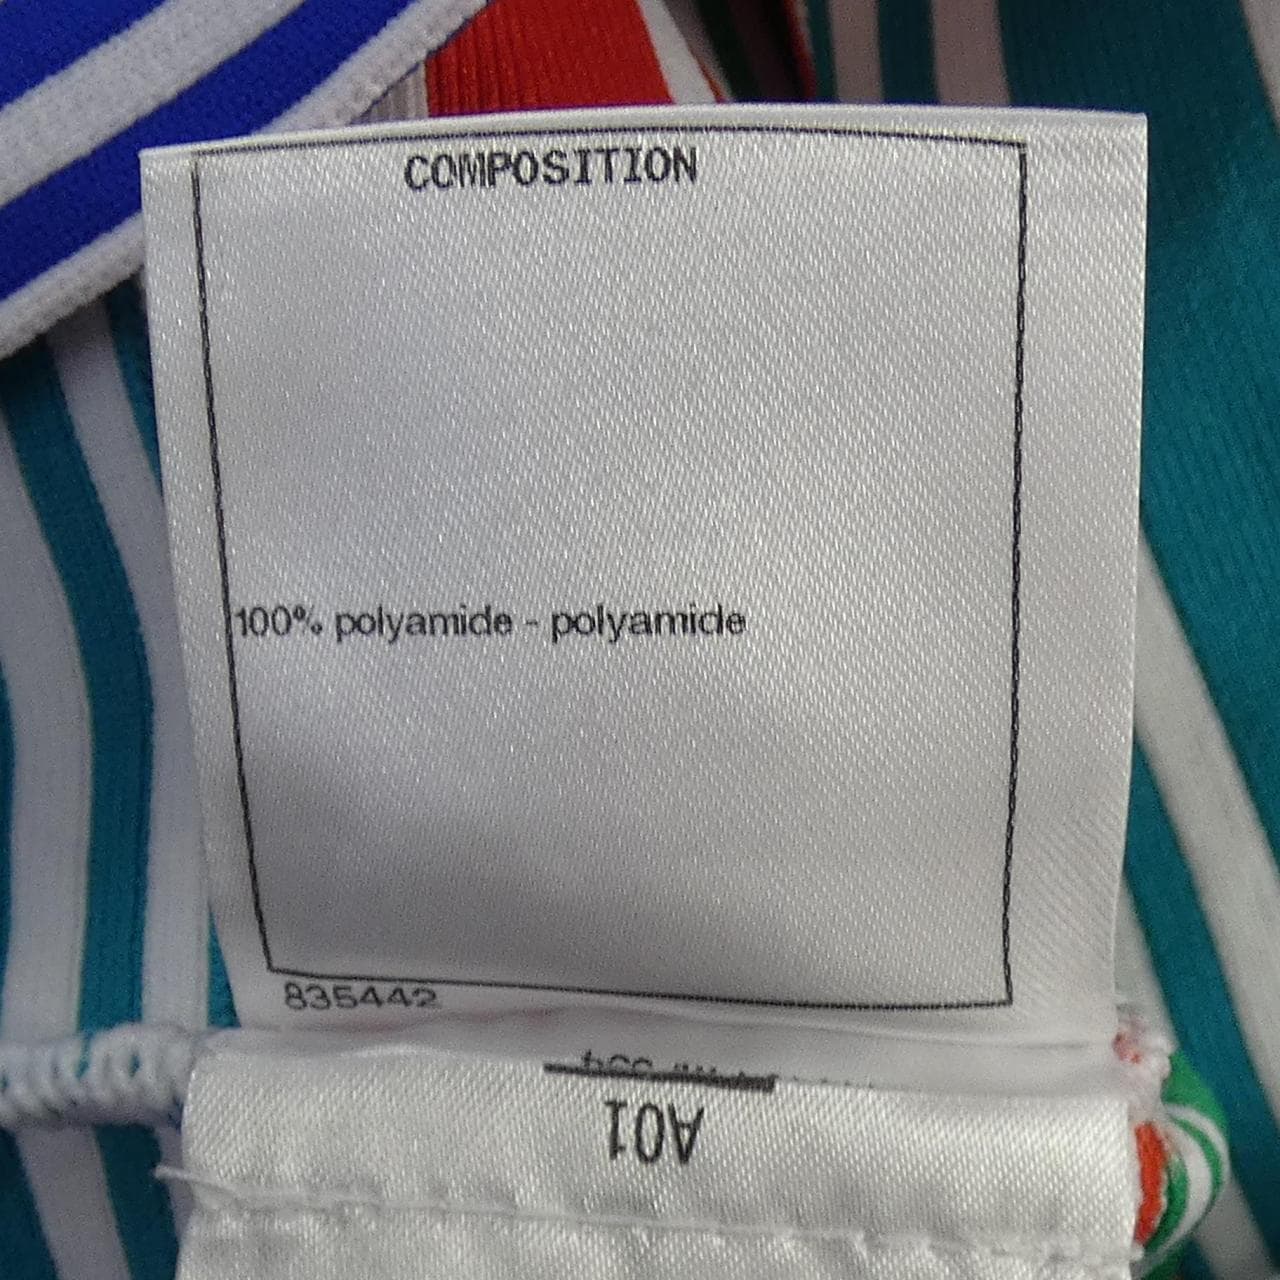 COMPOSITION
100% polyamide - polyamide
835442
A01